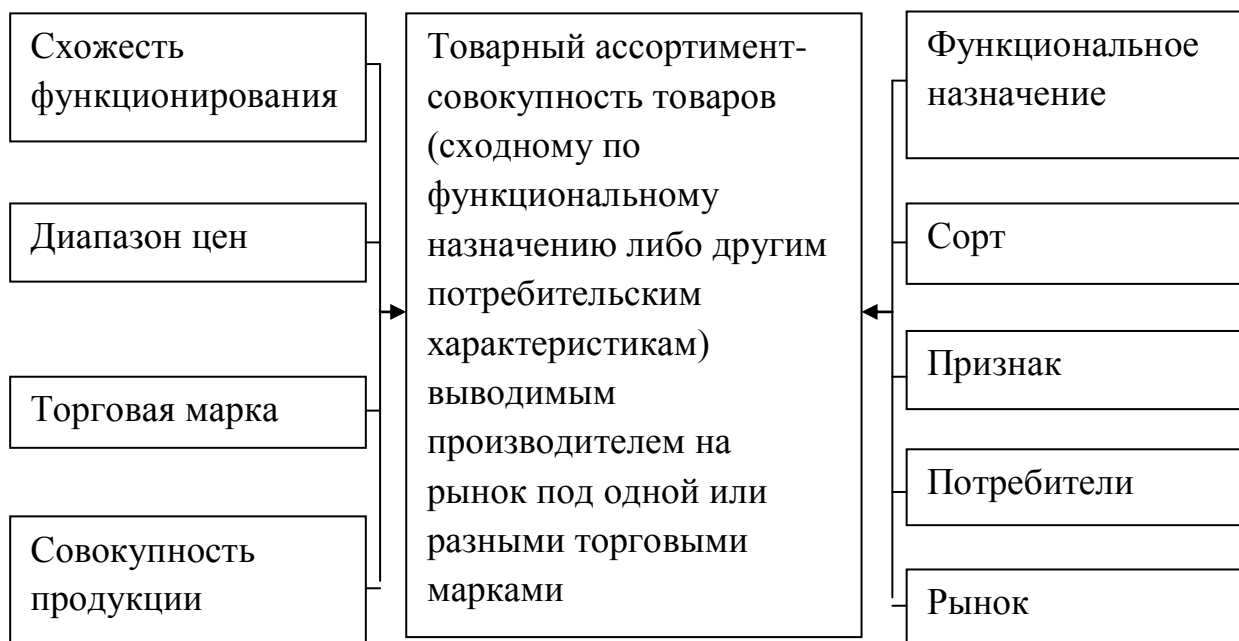 Схожесть
функционирования
Диапазон цен
Торговая марка
Совокупность
продукции
Товарный ассортимент-
совокупность товаров
(сходному по
функциональному
назначению либо другим
потребительским
характеристикам)
выводимым
производителем на
рынок под одной или
разными торговыми
марками
Функциональное
назначение
Сорт
Признак
Потребители
Рынок